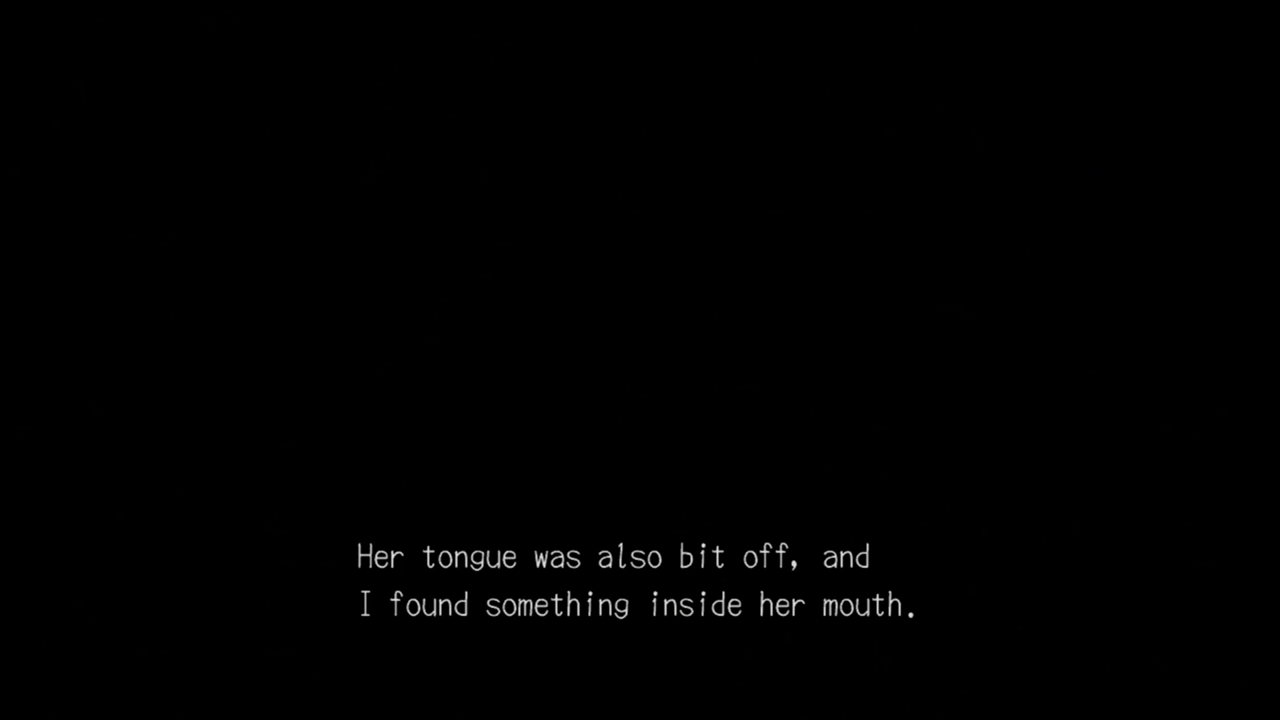 Her tongue was also bit off, and
I found something inside her mouth.